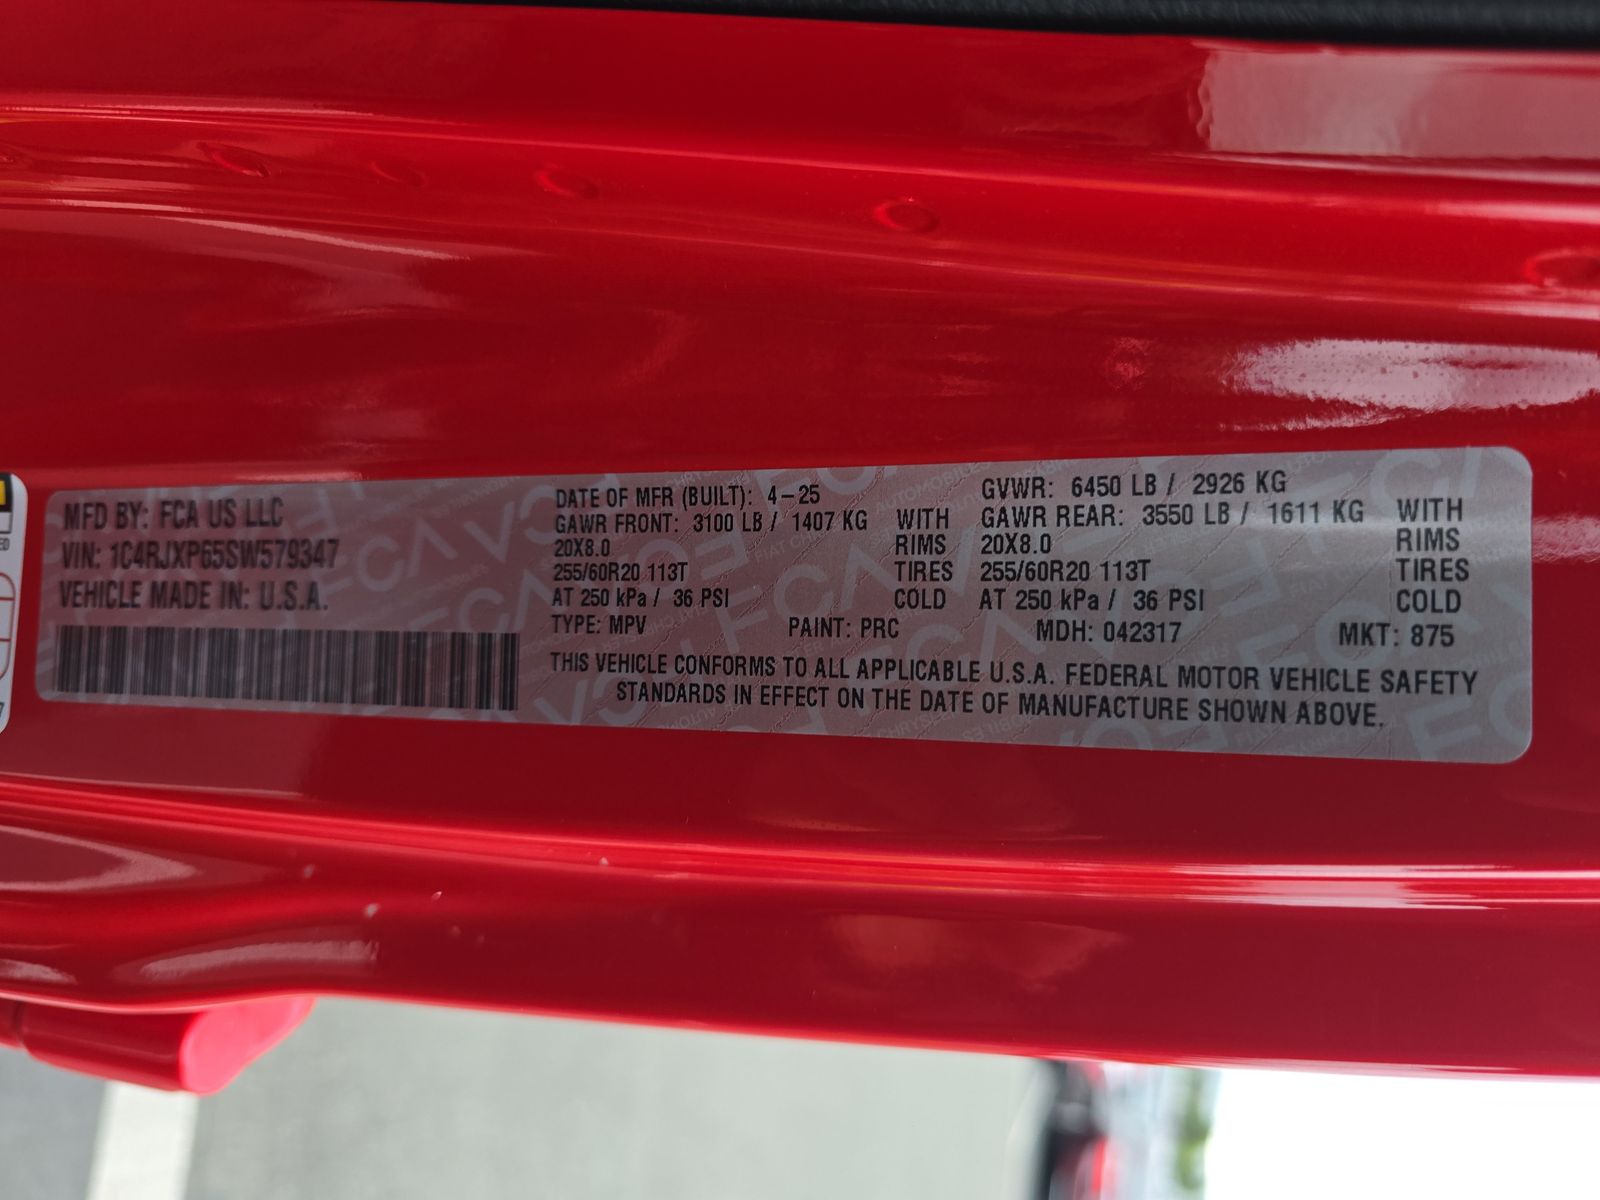 MFD BY: FCA US LLC
VIN: 1C4RJXP65SW579347
VEHICLE MADE IN: U.S.A.
DATE OF MFR (BUILT): 4-25
GAWR FRONT: 3100 LB / 1407 KG WITH
20X8.0 RIMS
255/60R20 113T TIRES
AT 250 kPa / 36 PSI COLD
GVWR: 6450 LB / 2926 KG
GAWR REAR: 3550 LB / 1611 KG WITH
20X8.0 RIMS
255/60R20 113T TIRES
AT 250 kPa / 36 PSI COLD
TYPE: MPV PAINT: PRC MDH: 042317 MKT: 875
THIS VEHICLE CONFORMS TO ALL APPLICABLE U.S.A. FEDERAL MOTOR VEHICLE SAFETY
STANDARDS IN EFFECT ON THE DATE OF MANUFACTURE SHOWN ABOVE.